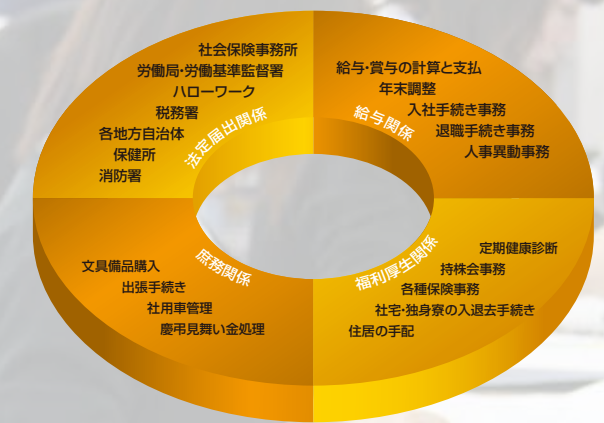 法定届出関係
社会保険事務所
労働局・労働基準監督署
ハローワーク
税務署
各地方自治体
保健所
消防署
給与関係
給与・賞与の計算と支払
年末調整
入社手続き事務
退職手続き事務
人事異動事務
庶務関係
文具備品購入
出張手続き
社用車管理
慶弔見舞い金処理
福利厚生関係
定期健康診断
持株会事務
各種保険事務
社宅・独身寮の入退去手続き
住居の手配